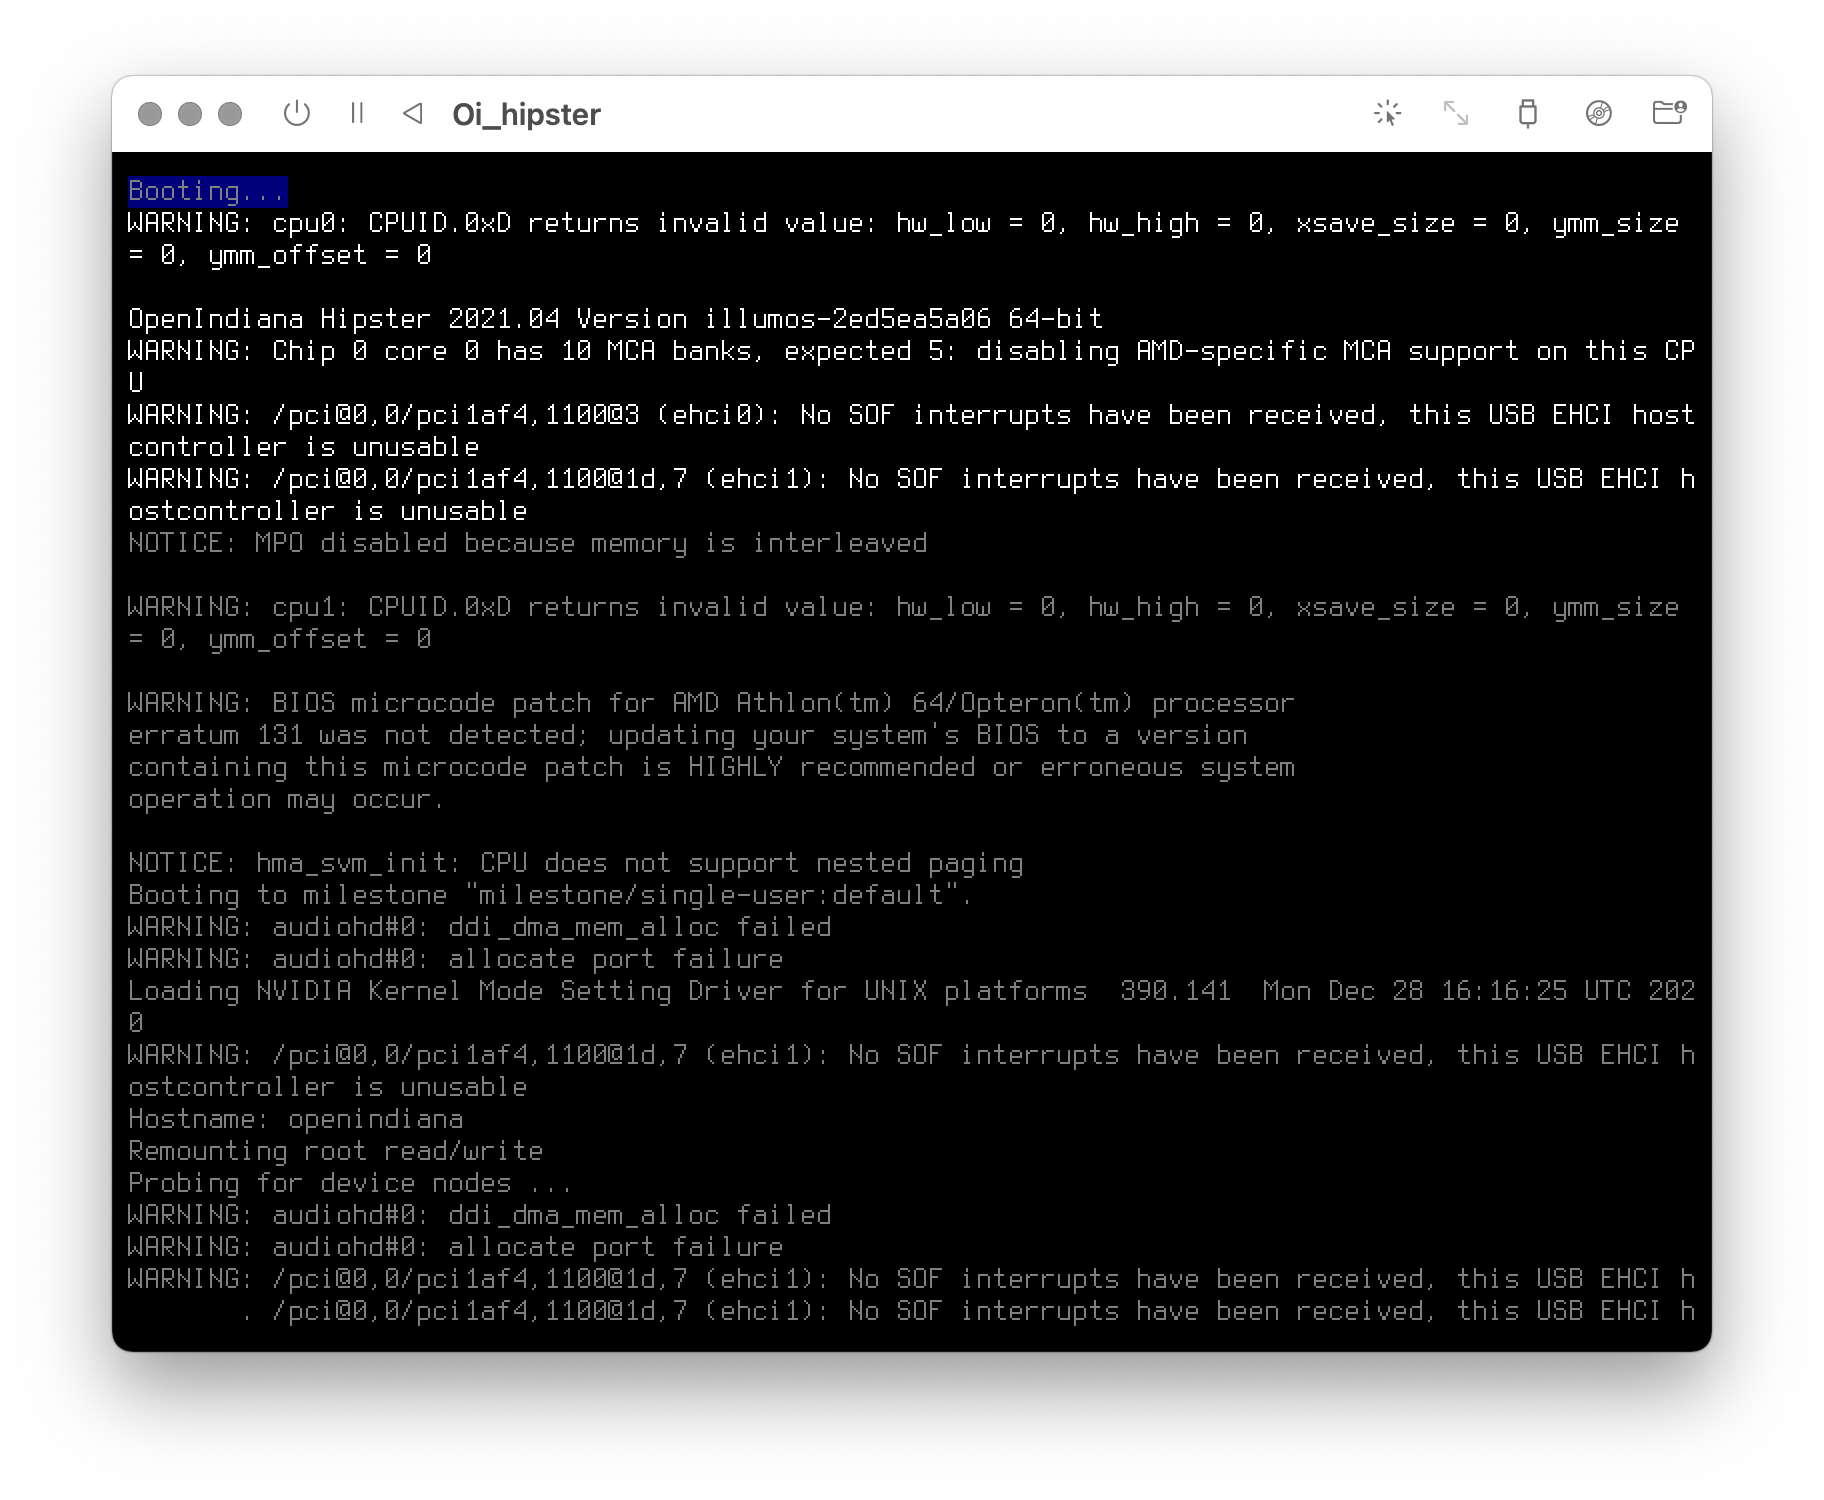 Oi_hipster
Booting...
WARNING: cpu0: CPUID.0xD returns invalid value: hw_low = 0, hw_high = 0, xsave_size = 0, ymm_size
= 0, ymm_offset = 0
OpenIndiana Hipster 2021.04 Version illumos-2ed5ea5a06 64-bit
WARNING: Chip 0 core 0 has 10 MCA banks, expected 5: disabling AMD-specific MCA support on this CP
U
WARNING: /pci@0,0/pci1af4,1100@3 (ehci0): No SOF interrupts have been received, this USB EHCI host
controller is unusable
WARNING: /pci@0,0/pci1af4,1100@1d,7 (ehci1): No SOF interrupts have been received, this USB EHCI h
ostcontroller is unusable
NOTICE: MPO disabled because memory is interleaved
WARNING: cpu1: CPUID.0xD returns invalid value: hw_low = 0, hw_high = 0, xsave_size = 0, ymm_size
= 0, ymm_offset = 0
WARNING: BIOS microcode patch for AMD Athlon(tm) 64/Opteron(tm) processor
erratum 131 was not detected; updating your system's BIOS to a version
containing this microcode patch is HIGHLY recommended or erroneous system
operation may occur.
NOTICE: hma_svm_init: CPU does not support nested paging
Booting to milestone "milestone/single-user:default".
WARNING: audiohd#0: ddi_dma_mem_alloc failed
WARNING: audiohd#0: allocate port failure
Loading NVIDIA Kernel Mode Setting Driver for UNIX platforms  390.141  Mon Dec 28 16:16:25 UTC 202
0
WARNING: /pci@0,0/pci1af4,1100@1d,7 (ehci1): No SOF interrupts have been received, this USB EHCI h
ostcontroller is unusable
Hostname: openindiana
Remounting root read/write
Probing for device nodes ...
WARNING: audiohd#0: ddi_dma_mem_alloc failed
WARNING: audiohd#0: allocate port failure
WARNING: /pci@0,0/pci1af4,1100@1d,7 (ehci1): No SOF interrupts have been received, this USB EHCI h
. /pci@0,0/pci1af4,1100@1d,7 (ehci1): No SOF interrupts have been received, this USB EHCI h